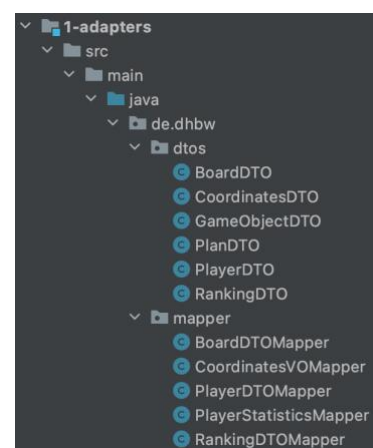 1-adapters
src
main
java
de.dhbw
dtos
BoardDTO
CoordinatesDTO
GameObjectDTO
PlanDTO
PlayerDTO
RankingDTO
mapper
BoardDTOMapper
CoordinatesVOMapper
PlayerDTOMapper
PlayerStatisticsMapper
RankingDTOMapper